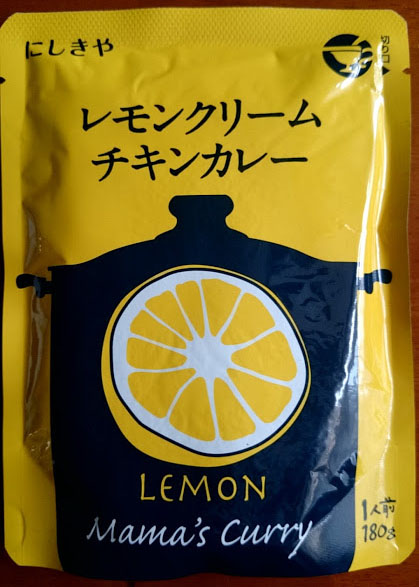 にしきや
切り口
レモンクリーム
チキンカレー
LEMON
Mama's Curry
1人前
180g